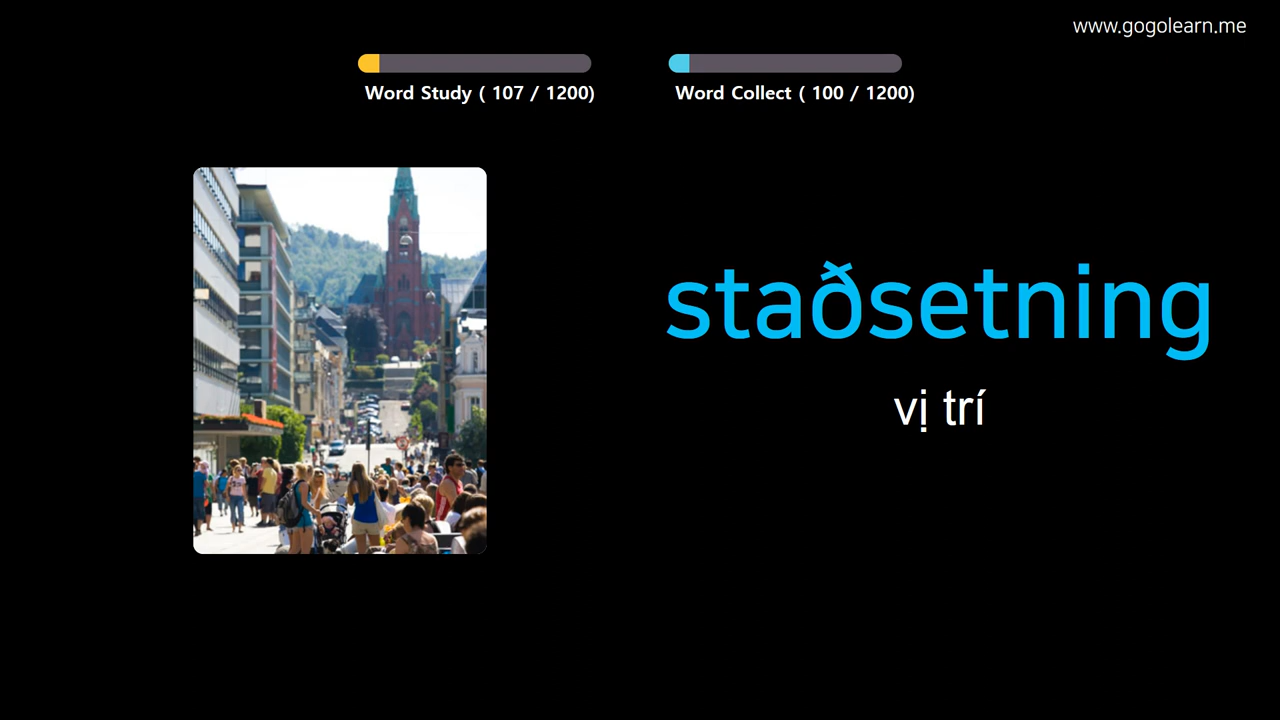 www.gogolearn.me
Word Study ( 107 / 1200)
Word Collect ( 100 / 1200)
staðsetning
vị trí